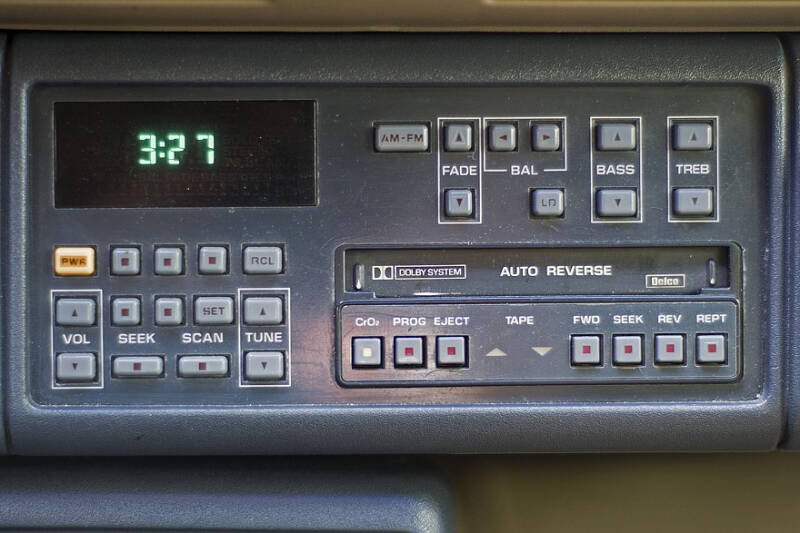 3:27
AM-FM
FADE
BAL
BASS
TREB
LD
PWR
RCL
DOLBY SYSTEM
AUTO REVERSE
Delco
SET
VOL
SEEK
SCAN
TUNE
CrO₂
PROG
EJECT
TAPE
FWD
SEEK
REV
REPT